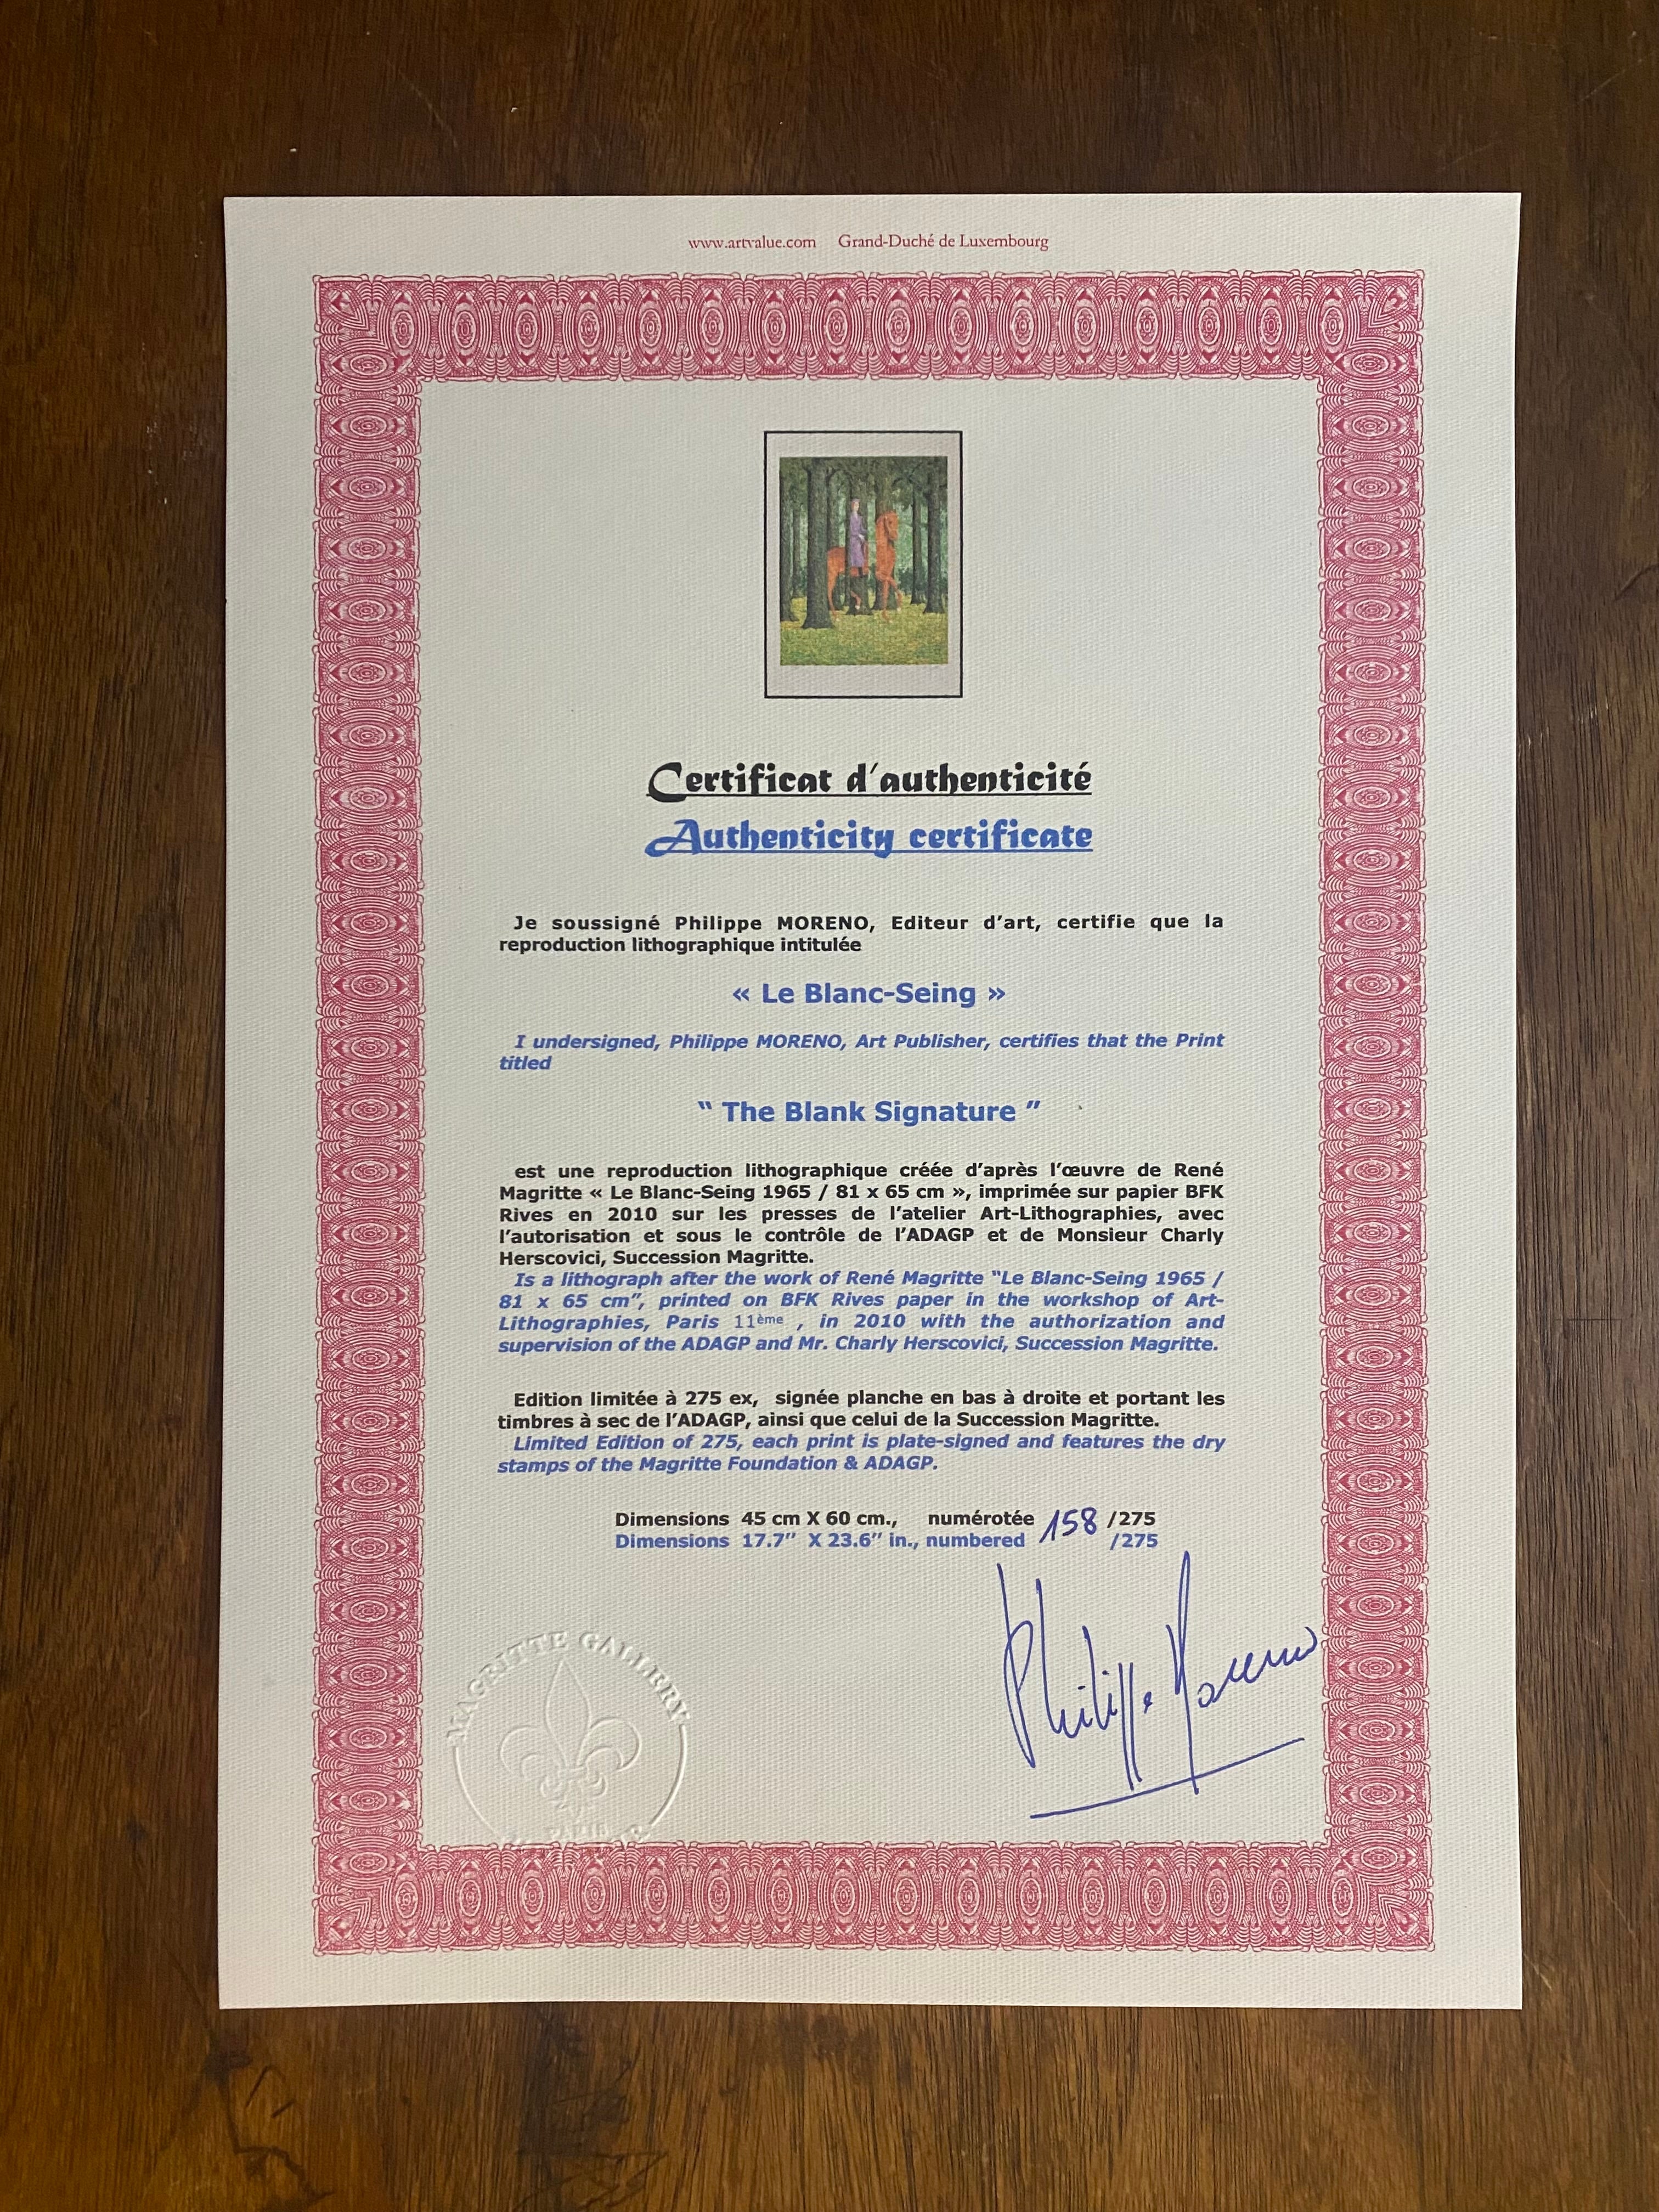 www.artvalue.com Grand-Duché de Luxembourg
Certificat d'authenticité
Authenticity certificate
Je soussigné Philippe MORENO, Editeur d'art, certifie que la
reproduction lithographique intitulée
« Le Blanc-Seing »
I undersigned, Philippe MORENO, Art Publisher, certifies that the Print
titled
“ The Blank Signature ”
est une reproduction lithographique créée d'après l'œuvre de René
Magritte « Le Blanc-Seing 1965 / 81 x 65 cm », imprimée sur papier BFK
Rives en 2010 sur les presses de l'atelier Art-Lithographies, avec
l'autorisation et sous le contrôle de l'ADAGP et de Monsieur Charly
Herscovici, Succession Magritte.
Is a lithograph after the work of René Magritte “Le Blanc-Seing 1965 /
81 x 65 cm”, printed on BFK Rives paper in the workshop of Art-
Lithographies, Paris 11ème , in 2010 with the authorization and
supervision of the ADAGP and Mr. Charly Herscovici, Succession Magritte.
Edition limitée à 275 ex, signée planche en bas à droite et portant les
timbres à sec de l'ADAGP, ainsi que celui de la Succession Magritte.
Limited Edition of 275, each print is plate-signed and features the dry
stamps of the Magritte Foundation & ADAGP.
Dimensions 45 cm X 60 cm., numérotée 158 /275
Dimensions 17.7” X 23.6” in., numbered /275
Philippe Moreno
MAGRITTE GALLERY
PARIS